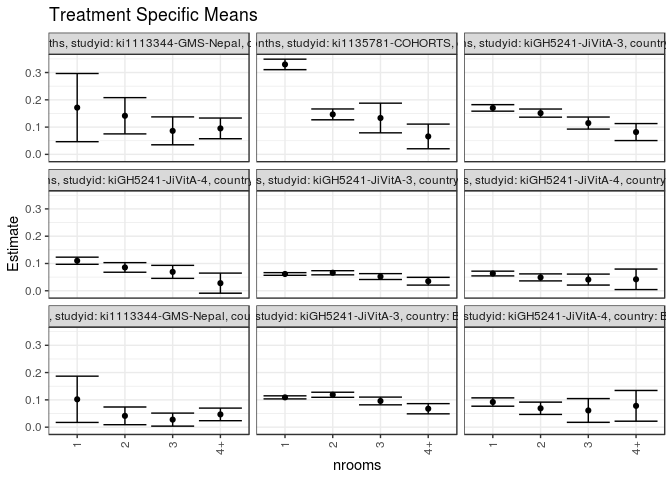 Treatment Specific Means
ths, studyid: ki1113344-GMS-Nepal, c
nths, studyid: ki1135781-COHORTS,
hs, studyid: kiGH5241-JiVitA-3, country
0.3
0.2
0.1
0.0
s, studyid: kiGH5241-JiVitA-4, country
s, studyid: kiGH5241-JiVitA-3, country
s, studyid: kiGH5241-JiVitA-4, country
0.3
0.2
0.1
0.0
Estimate
, studyid: ki1113344-GMS-Nepal, cou
studyid: kiGH5241-JiVitA-3, country: B
studyid: kiGH5241-JiVitA-4, country: B
0.3
0.2
0.1
0.0
1 2 3 4+ 1 2 3 4+ 1 2 3 4+
nrooms